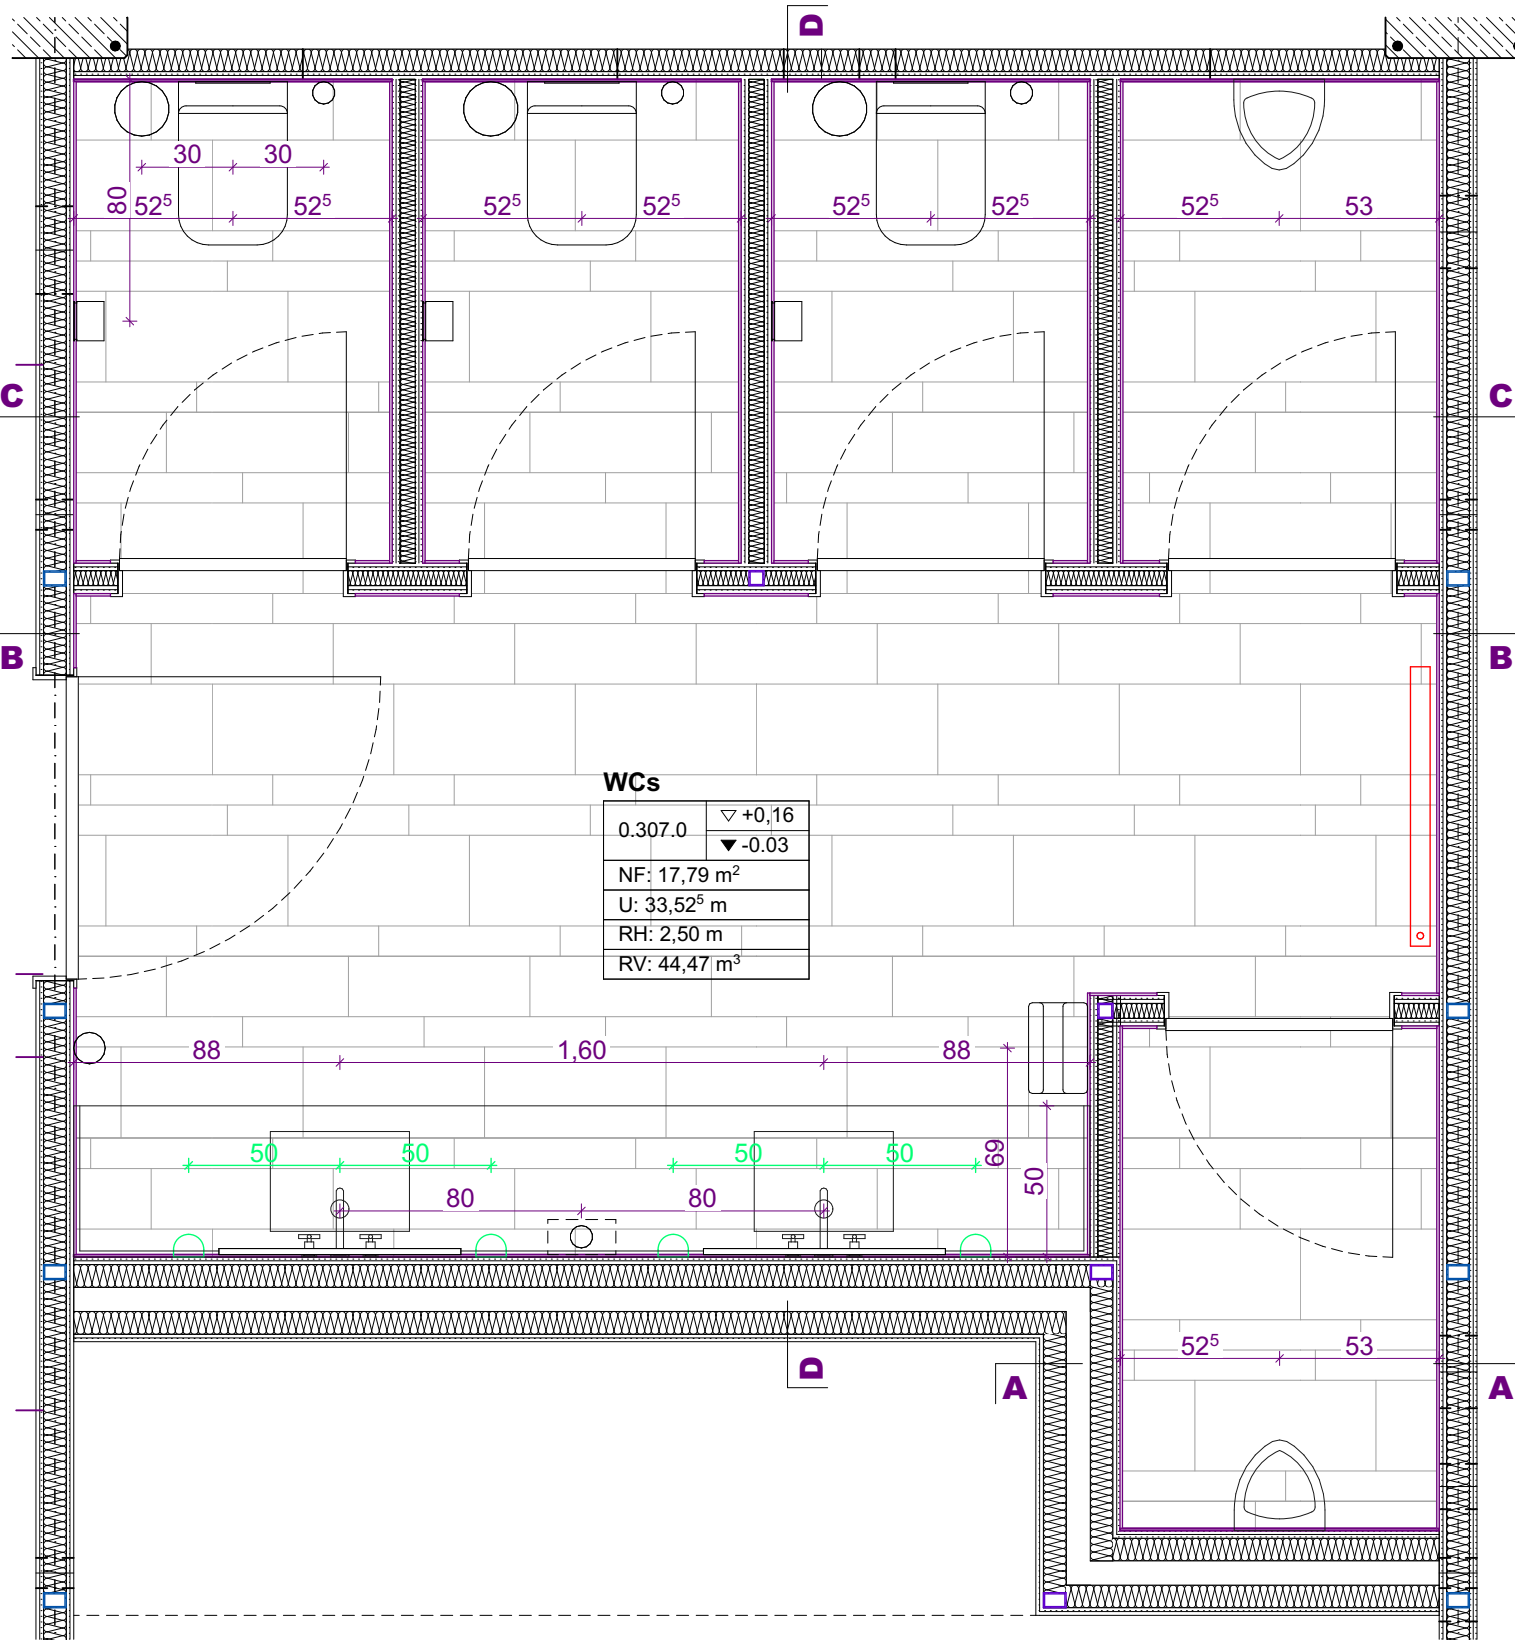 D
30 30
80
52⁵ 52⁵ 52⁵ 52⁵ 52⁵ 52⁵ 52⁵ 53
C C
B B
WCs
0.307.0 ▽ +0,16
▼ -0.03
NF: 17,79 m²
U: 33,52⁵ m
RH: 2,50 m
RV: 44,47 m³
88 1,60 88
50 50 50 50 69
50
80 80
52⁵ 53
D A A